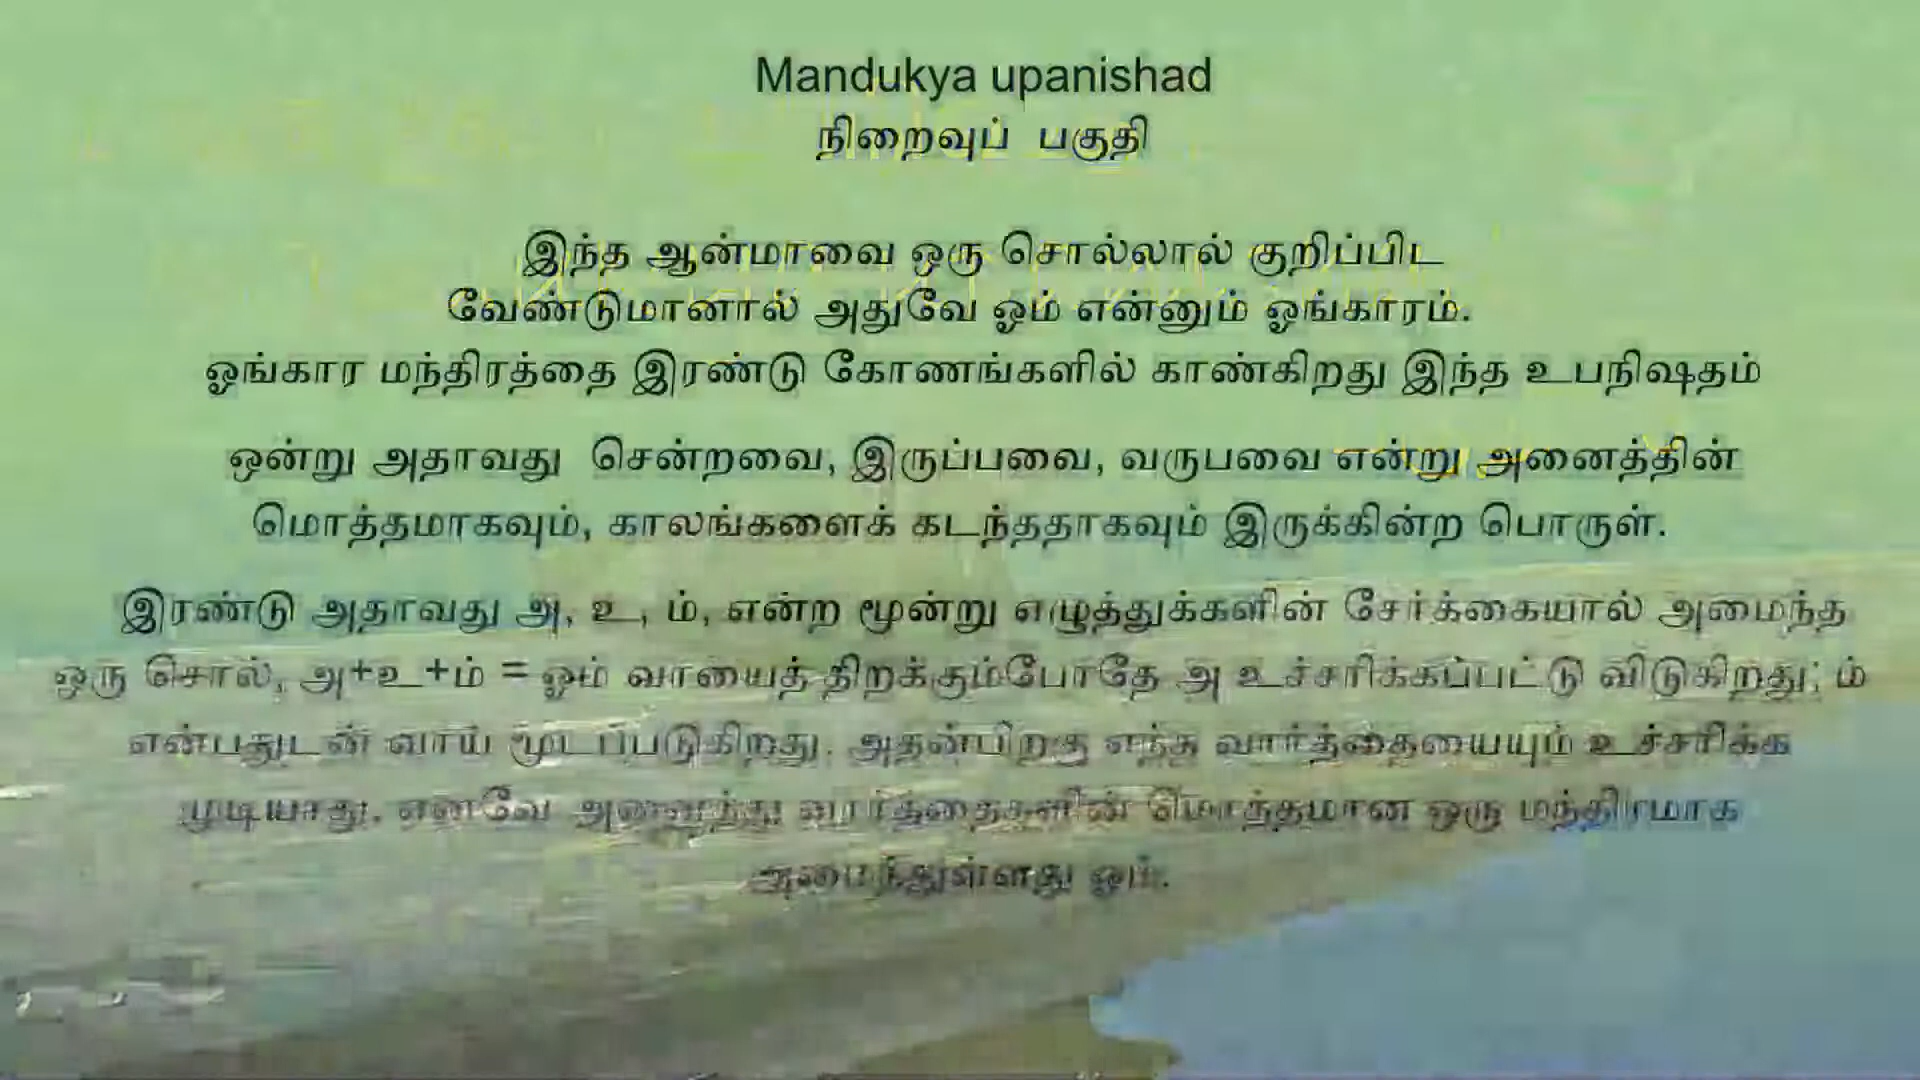 Mandukya upanishad
நிறைவுப் பகுதி
இந்த ஆன்மாவை ஒரு சொல்லால் குறிப்பிட
வேண்டுமானால் அதுவே ஓம் என்னும் ஓங்காரம்.
ஓங்கார மந்திரத்தை இரண்டு கோணங்களில் காண்கிறது இந்த உபநிஷதம்
ஒன்று அதாவது சென்றவை, இருப்பவை, வருபவை என்று அனைத்தின்
மொத்தமாகவும், காலங்களைக் கடந்ததாகவும் இருக்கின்ற பொருள்.
இரண்டு அதாவது அ, உ, ம், என்ற மூன்று எழுத்துக்களின் சேர்க்கையால் அமைந்த
ஒரு சொல், அ+உ+ம் = ஓம் வாயைத் திறக்கும்போதே அ உச்சரிக்கப்பட்டு விடுகிறது; ம்
என்பதுடன் வாய் மூடப்படுகிறது. அதன்பிறகு எந்த வார்த்தையையும் உச்சரிக்க
முடியாது. எனவே அனைத்து வார்த்தைகளின் மொத்தமான ஒரு மந்திரமாக
அமைந்துள்ளது ஓம்.